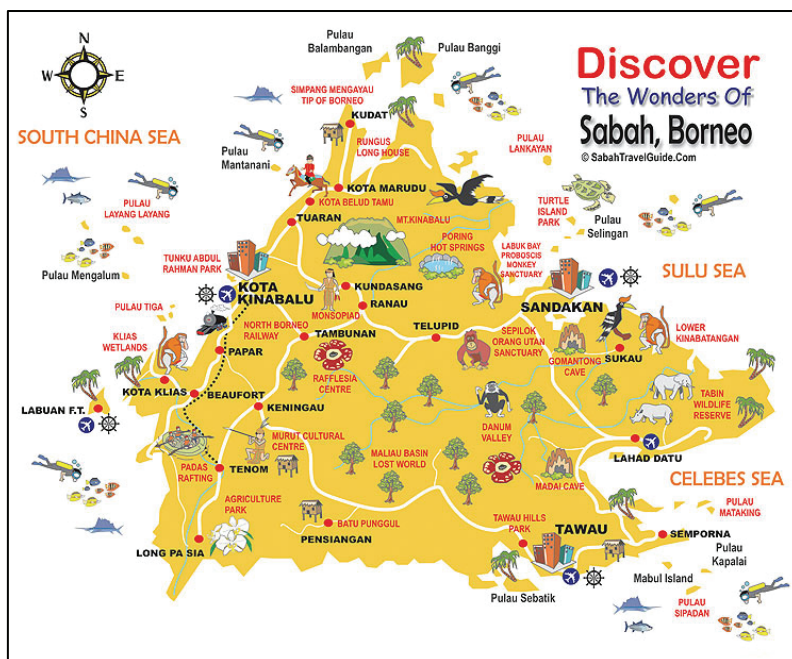 N
W E
S
Pulau
Balambangan
Pulau Banggi
Discover
The Wonders Of
Sabah, Borneo
© SabahTravelGuide.Com
SOUTH CHINA SEA
SIMPANG MENGAYAU
TIP OF BORNEO
KUDAT
RUNGUS
LONG HOUSE
Pulau
Mantanani
PULAU
LANKAYAN
PULAU
LAYANG LAYANG
KOTA MARUDU
KOTA BELUD TAMU
TUARAN
MT.KINABALU
TURTLE
ISLAND
PARK
Pulau
Selingan
PORING
HOT SPRINGS
LABUK BAY
PROBOSCIS
MONKEY
SANCTUARY
Pulau Mengalum
TUNKU ABDUL
RAHMAN PARK
SULU SEA
KOTA
KINABALU
KUNDASANG
RANAU
MONSOPIAD
SANDAKAN
PULAU TIGA
KLIAS
WETLANDS
NORTH BORNEO
RAILWAY
TAMBUNAN
TELUPID
SEPILOK
ORANG UTAN
SANCTUARY
GOMANTONG
CAVE
SUKAU
LOWER
KINABATANGAN
PAPAR
RAFFLESIA
CENTRE
KOTA KLIAS
BEAUFORT
LABUAN F.T.
KENINGAU
TABIN
WILDLIFE
RESERVE
MURUT CULTURAL
CENTRE
DANUM
VALLEY
LAHAD DATU
PADAS
RAFTING
TENOM
MALIAU BASIN
LOST WORLD
MADAI CAVE
CELEBES SEA
AGRICULTURE
PARK
PULAU
MATAKING
BATU PUNGGUL
PENSIANGAN
TAWAU HILLS
PARK
TAWAU
SEMPORNA
LONG PA SIA
Pulau
Kapalai
Pulau Sebatik
Mabul Island
PULAU
SIPADAN